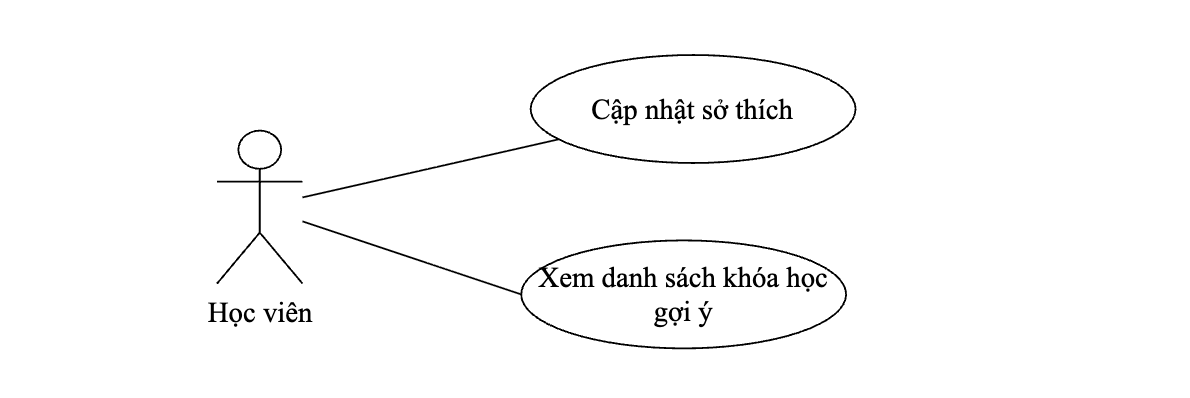 Cập nhật sở thích
Xem danh sách khóa học
gợi ý
Học viên